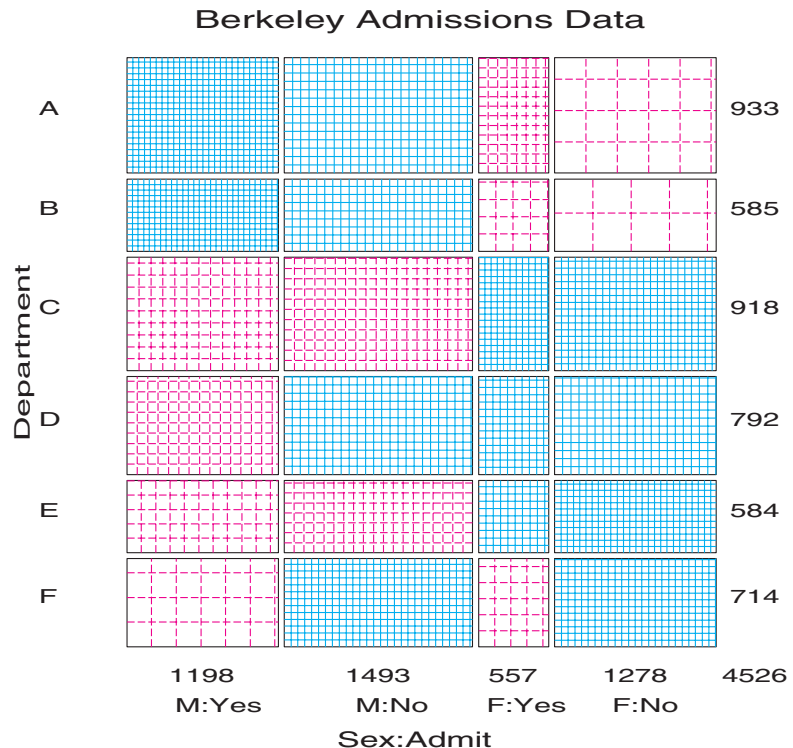 Berkeley Admissions Data
Department
A 933
B 585
C 918
D 792
E 584
F 714
1198 1493 557 1278 4526
M:Yes M:No F:Yes F:No
Sex:Admit